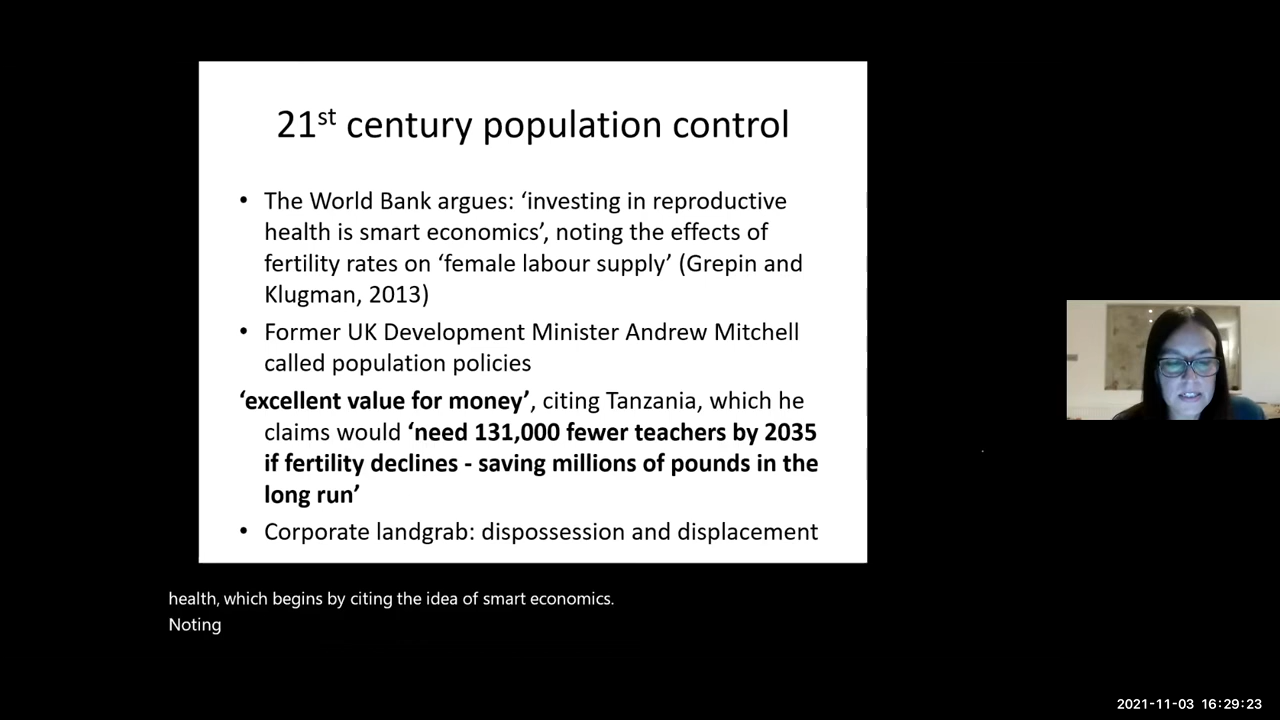 21st century population control
• The World Bank argues: ‘investing in reproductive
health is smart economics’, noting the effects of
fertility rates on ‘female labour supply’ (Grepin and
Klugman, 2013)
• Former UK Development Minister Andrew Mitchell
called population policies
‘excellent value for money’, citing Tanzania, which he
claims would ‘need 131,000 fewer teachers by 2035
if fertility declines - saving millions of pounds in the
long run’
• Corporate landgrab: dispossession and displacement
health, which begins by citing the idea of smart economics.
Noting
2021-11-03 16:29:23